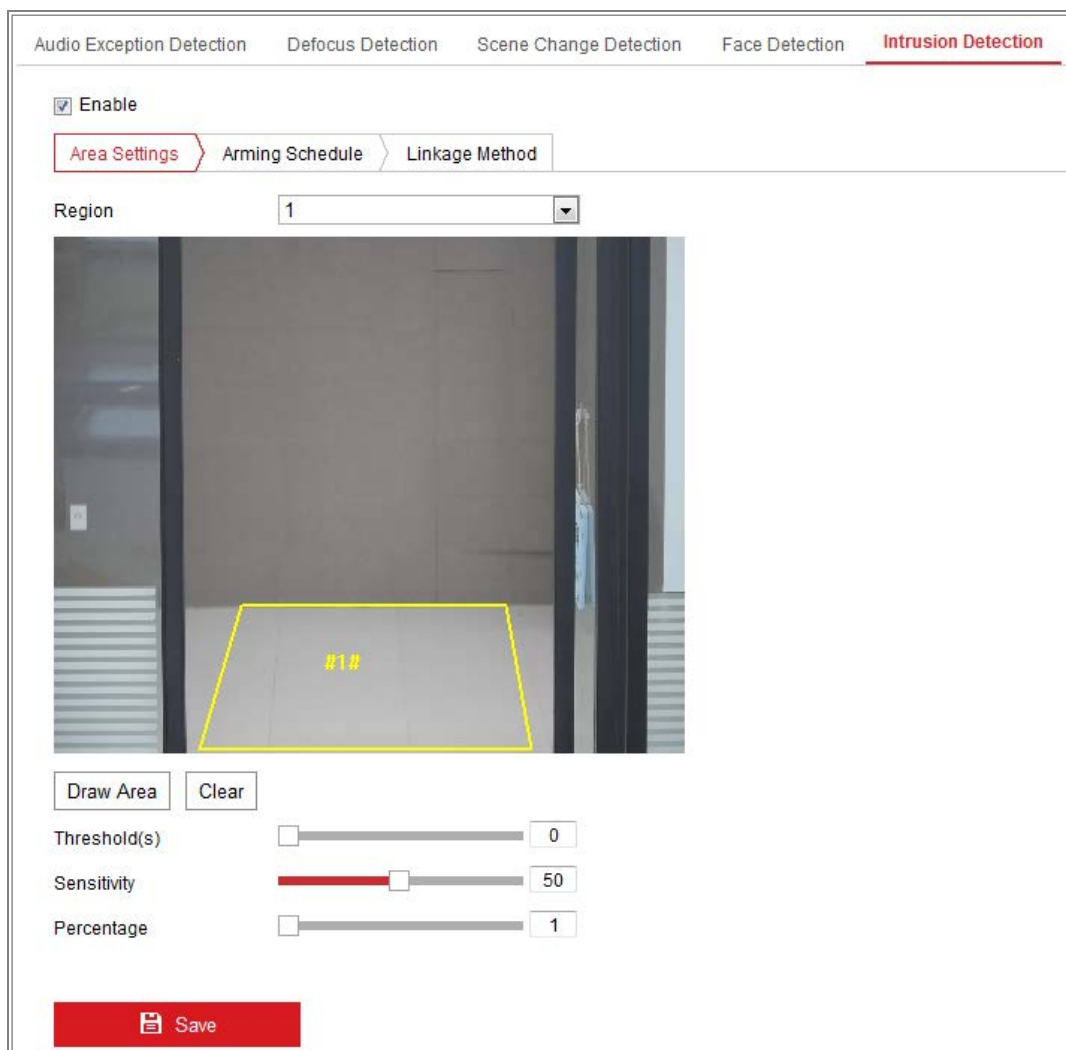 Audio Exception Detection Defocus Detection Scene Change Detection Face Detection Intrusion Detection
Enable
Area Settings Arming Schedule Linkage Method
Region 1
#1#
Draw Area Clear
Threshold(s) 0
Sensitivity 50
Percentage 1
Save